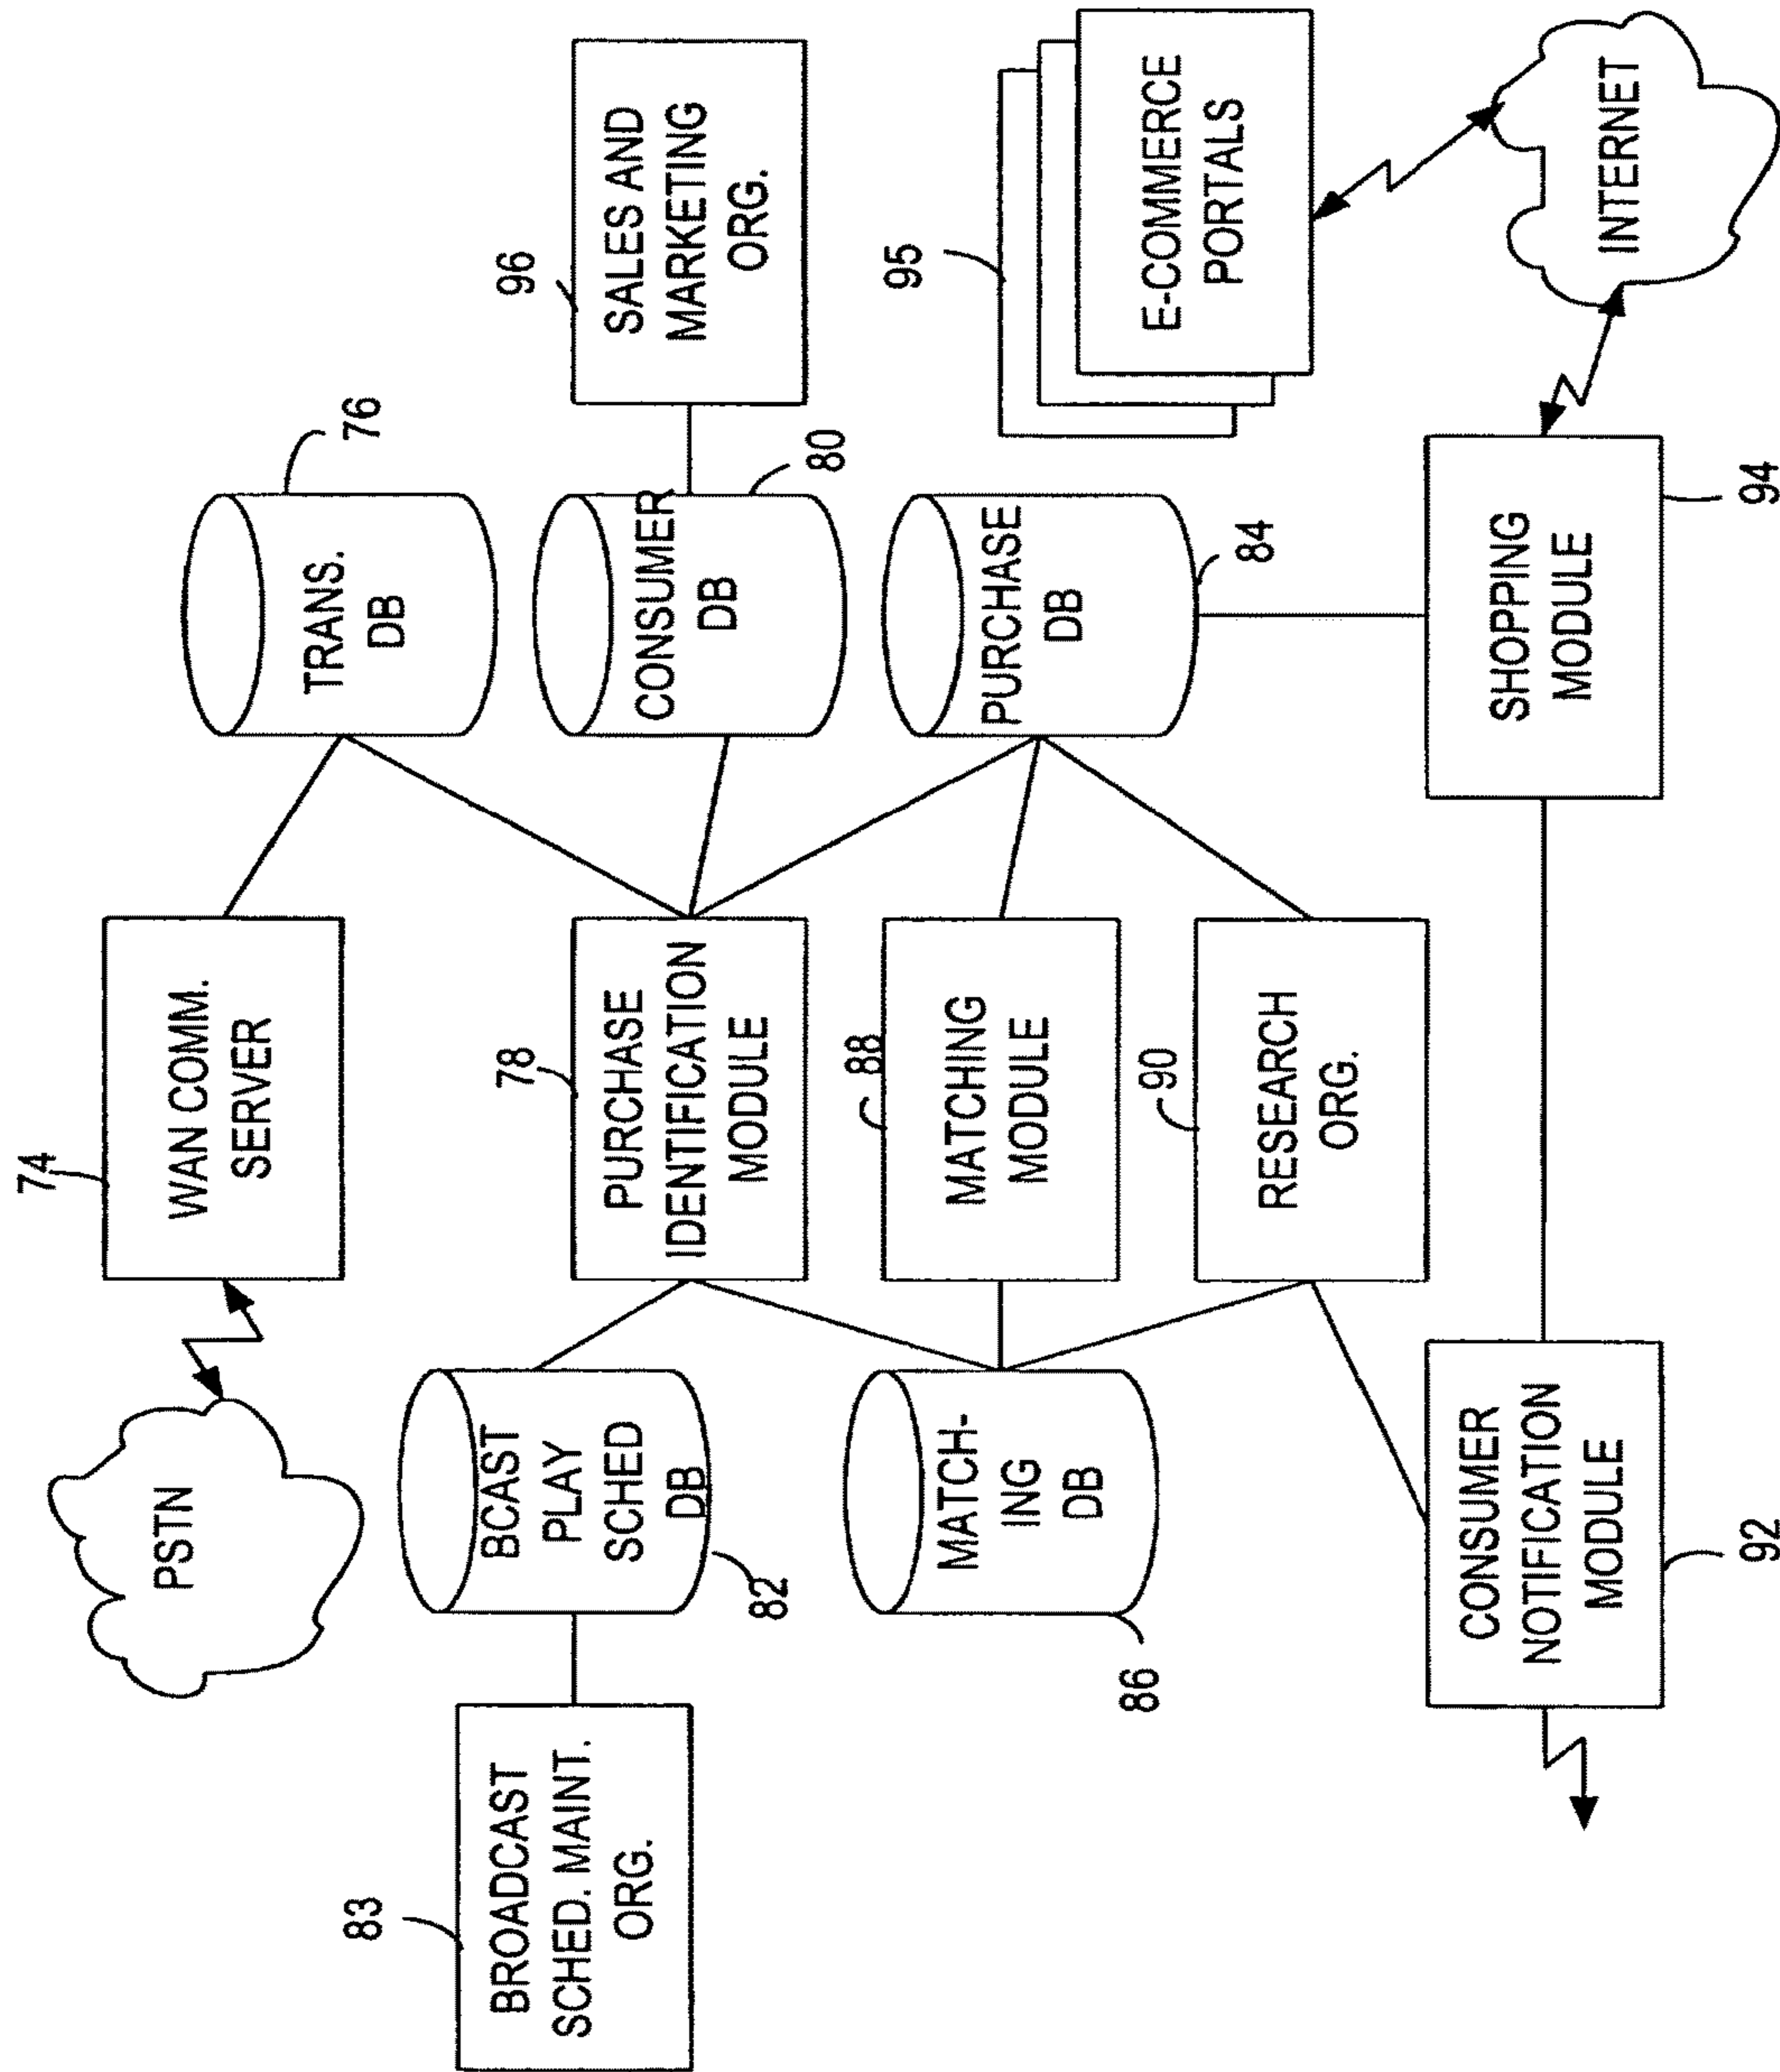 74
WAN COMM.
SERVER
PSTN
76
TRANS.
DB
83
BROADCAST
SCHED. MAINT.
ORG.
BCAST
PLAY
SCHED
DB
82
78
PURCHASE
IDENTIFICATION
MODULE
CONSUMER
DB
80
96
SALES AND
MARKETING
ORG.
MATCH-
ING
DB
86
88
MATCHING
MODULE
PURCHASE
DB
84
95
E-COMMERCE
PORTALS
90
RESEARCH
ORG.
CONSUMER
NOTIFICATION
MODULE
92
SHOPPING
MODULE
94
INTERNET